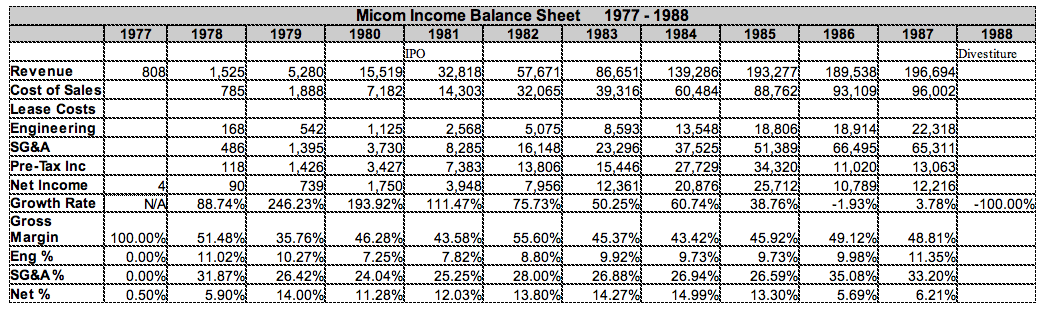 Micom Income Balance Sheet 1977 - 1988
1977 1978 1979 1980 1981 1982 1983 1984 1985 1986 1987 1988
IPO Divestiture
Revenue 808 1,525 5,280 15,519 32,818 57,671 86,651 139,286 193,277 189,538 196,694
Cost of Sales 785 1,888 7,182 14,303 32,065 39,316 60,484 88,762 93,109 96,002
Lease Costs
Engineering 168 542 1,125 2,568 5,075 8,593 13,548 18,806 18,914 22,318
SG&A 486 1,395 3,730 8,285 16,148 23,296 37,525 51,389 66,495 65,311
Pre-Tax Inc 118 1,426 3,427 7,383 13,806 15,446 27,729 34,320 11,020 13,063
Net Income 4 90 739 1,750 3,948 7,956 12,361 20,876 25,712 10,789 12,216
Growth Rate N/A 88.74% 246.23% 193.92% 111.47% 75.73% 50.25% 60.74% 38.76% -1.93% 3.78% -100.00%
Gross
Margin 100.00% 51.48% 35.76% 46.28% 43.58% 55.60% 45.37% 43.42% 45.92% 49.12% 48.81%
Eng % 0.00% 11.02% 10.27% 7.25% 7.82% 8.80% 9.92% 9.73% 9.73% 9.98% 11.35%
SG&A% 0.00% 31.87% 26.42% 24.04% 25.25% 28.00% 26.88% 26.94% 26.59% 35.08% 33.20%
Net % 0.50% 5.90% 14.00% 11.28% 12.03% 13.80% 14.27% 14.99% 13.30% 5.69% 6.21%